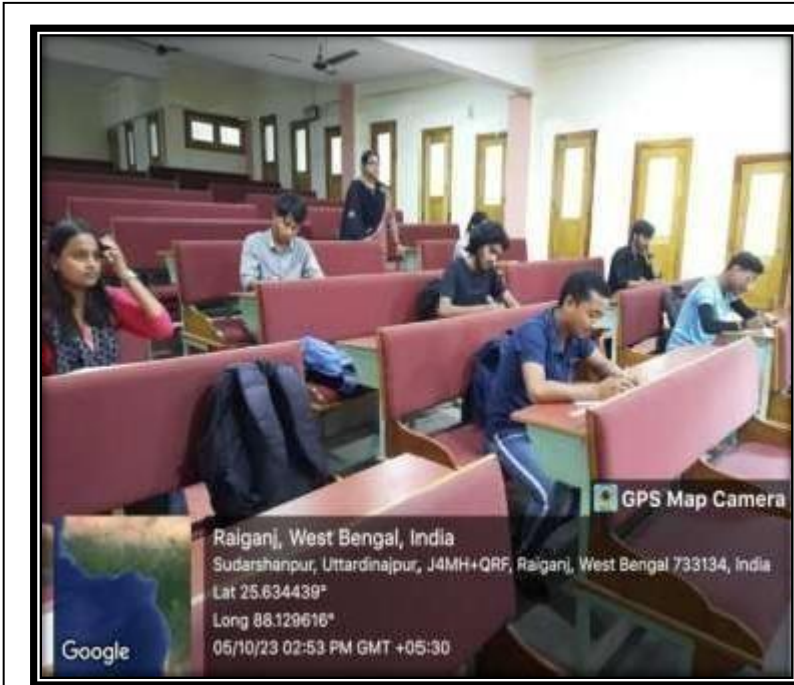 GPS Map Camera
Raiganj, West Bengal, India
Sudarshanpur, Uttardinajpur, J4MH+QRF, Raiganj, West Bengal 733134, India
Lat 25.634439°
Long 88.129616°
05/10/23 02:53 PM GMT +05:30
Google